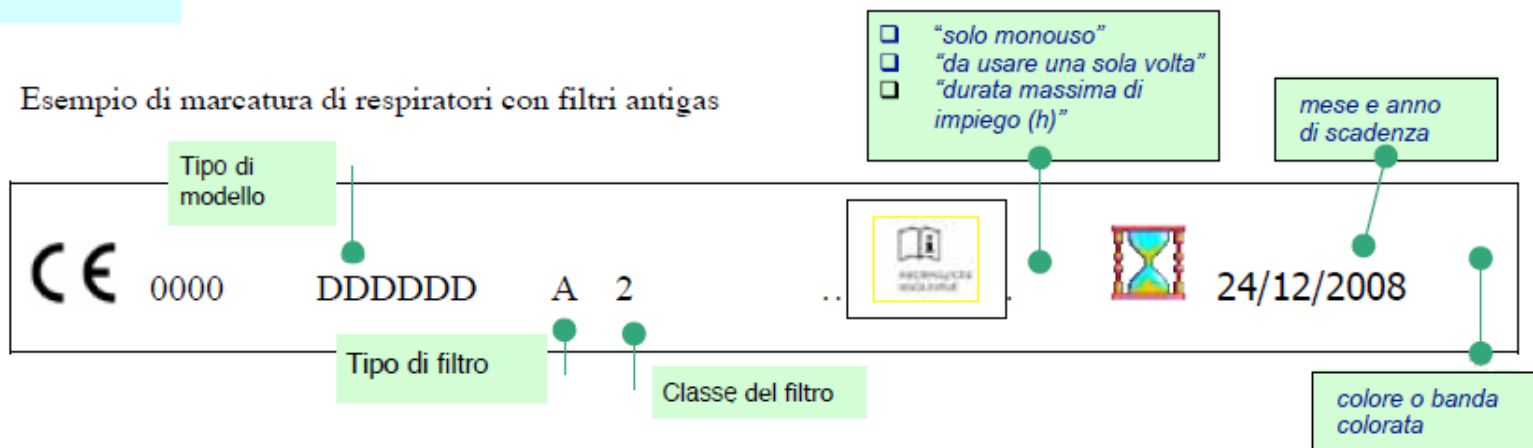 “solo monouso”
“da usare una sola volta”
“durata massima di
impiego (h)”
mese e anno
di scadenza
Esempio di marcatura di respiratori con filtri antigas
Tipo di
modello
CE 0000 DDDDDD A 2 .. . 24/12/2008
Tipo di filtro
Classe del filtro
colore o banda
colorata